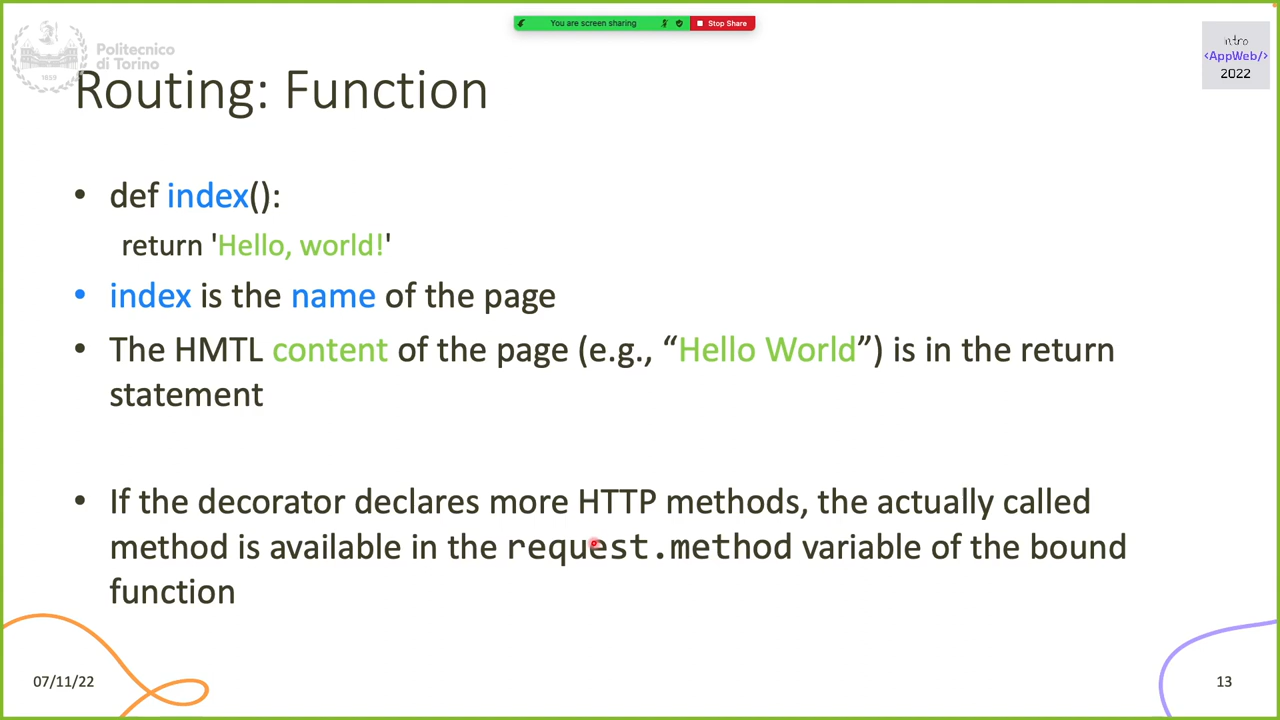 You are screen sharing
Stop Share
Politecnico
di Torino
1859
intro
<AppWeb/>
2022
Routing: Function
• def index():
return 'Hello, world!'
• index is the name of the page
• The HMTL content of the page (e.g., “Hello World”) is in the return
statement
• If the decorator declares more HTTP methods, the actually called
method is available in the request.method variable of the bound
function
07/11/22
13